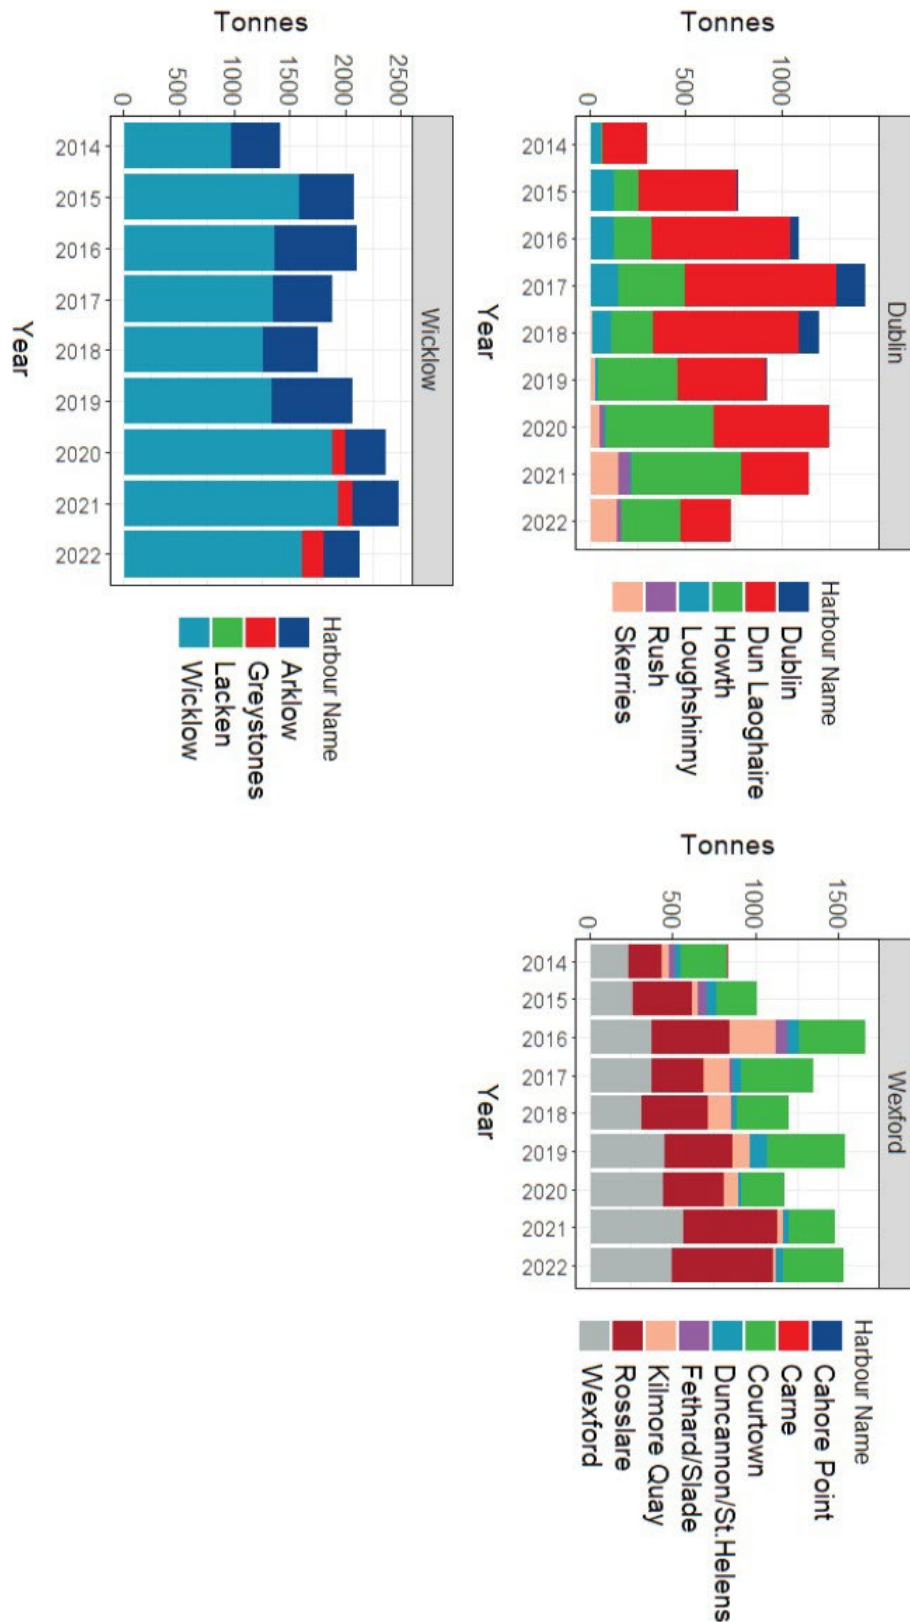 Dublin
Tonnes
0
500
1000
2014
2015
2016
2017
2018
2019
2020
2021
2022
Year
Harbour Name
Dublin
Dun Laoghaire
Howth
Loughshinny
Rush
Skerries
Wexford
Tonnes
0
500
1000
1500
2014
2015
2016
2017
2018
2019
2020
2021
2022
Year
Harbour Name
Cahore Point
Carne
Courtown
Duncannon/St.Helens
Fethard/Slade
Kilmore Quay
Rosslare
Wexford
Wicklow
Tonnes
0
500
1000
1500
2000
2500
2014
2015
2016
2017
2018
2019
2020
2021
2022
Year
Harbour Name
Arklow
Greystones
Lacken
Wicklow